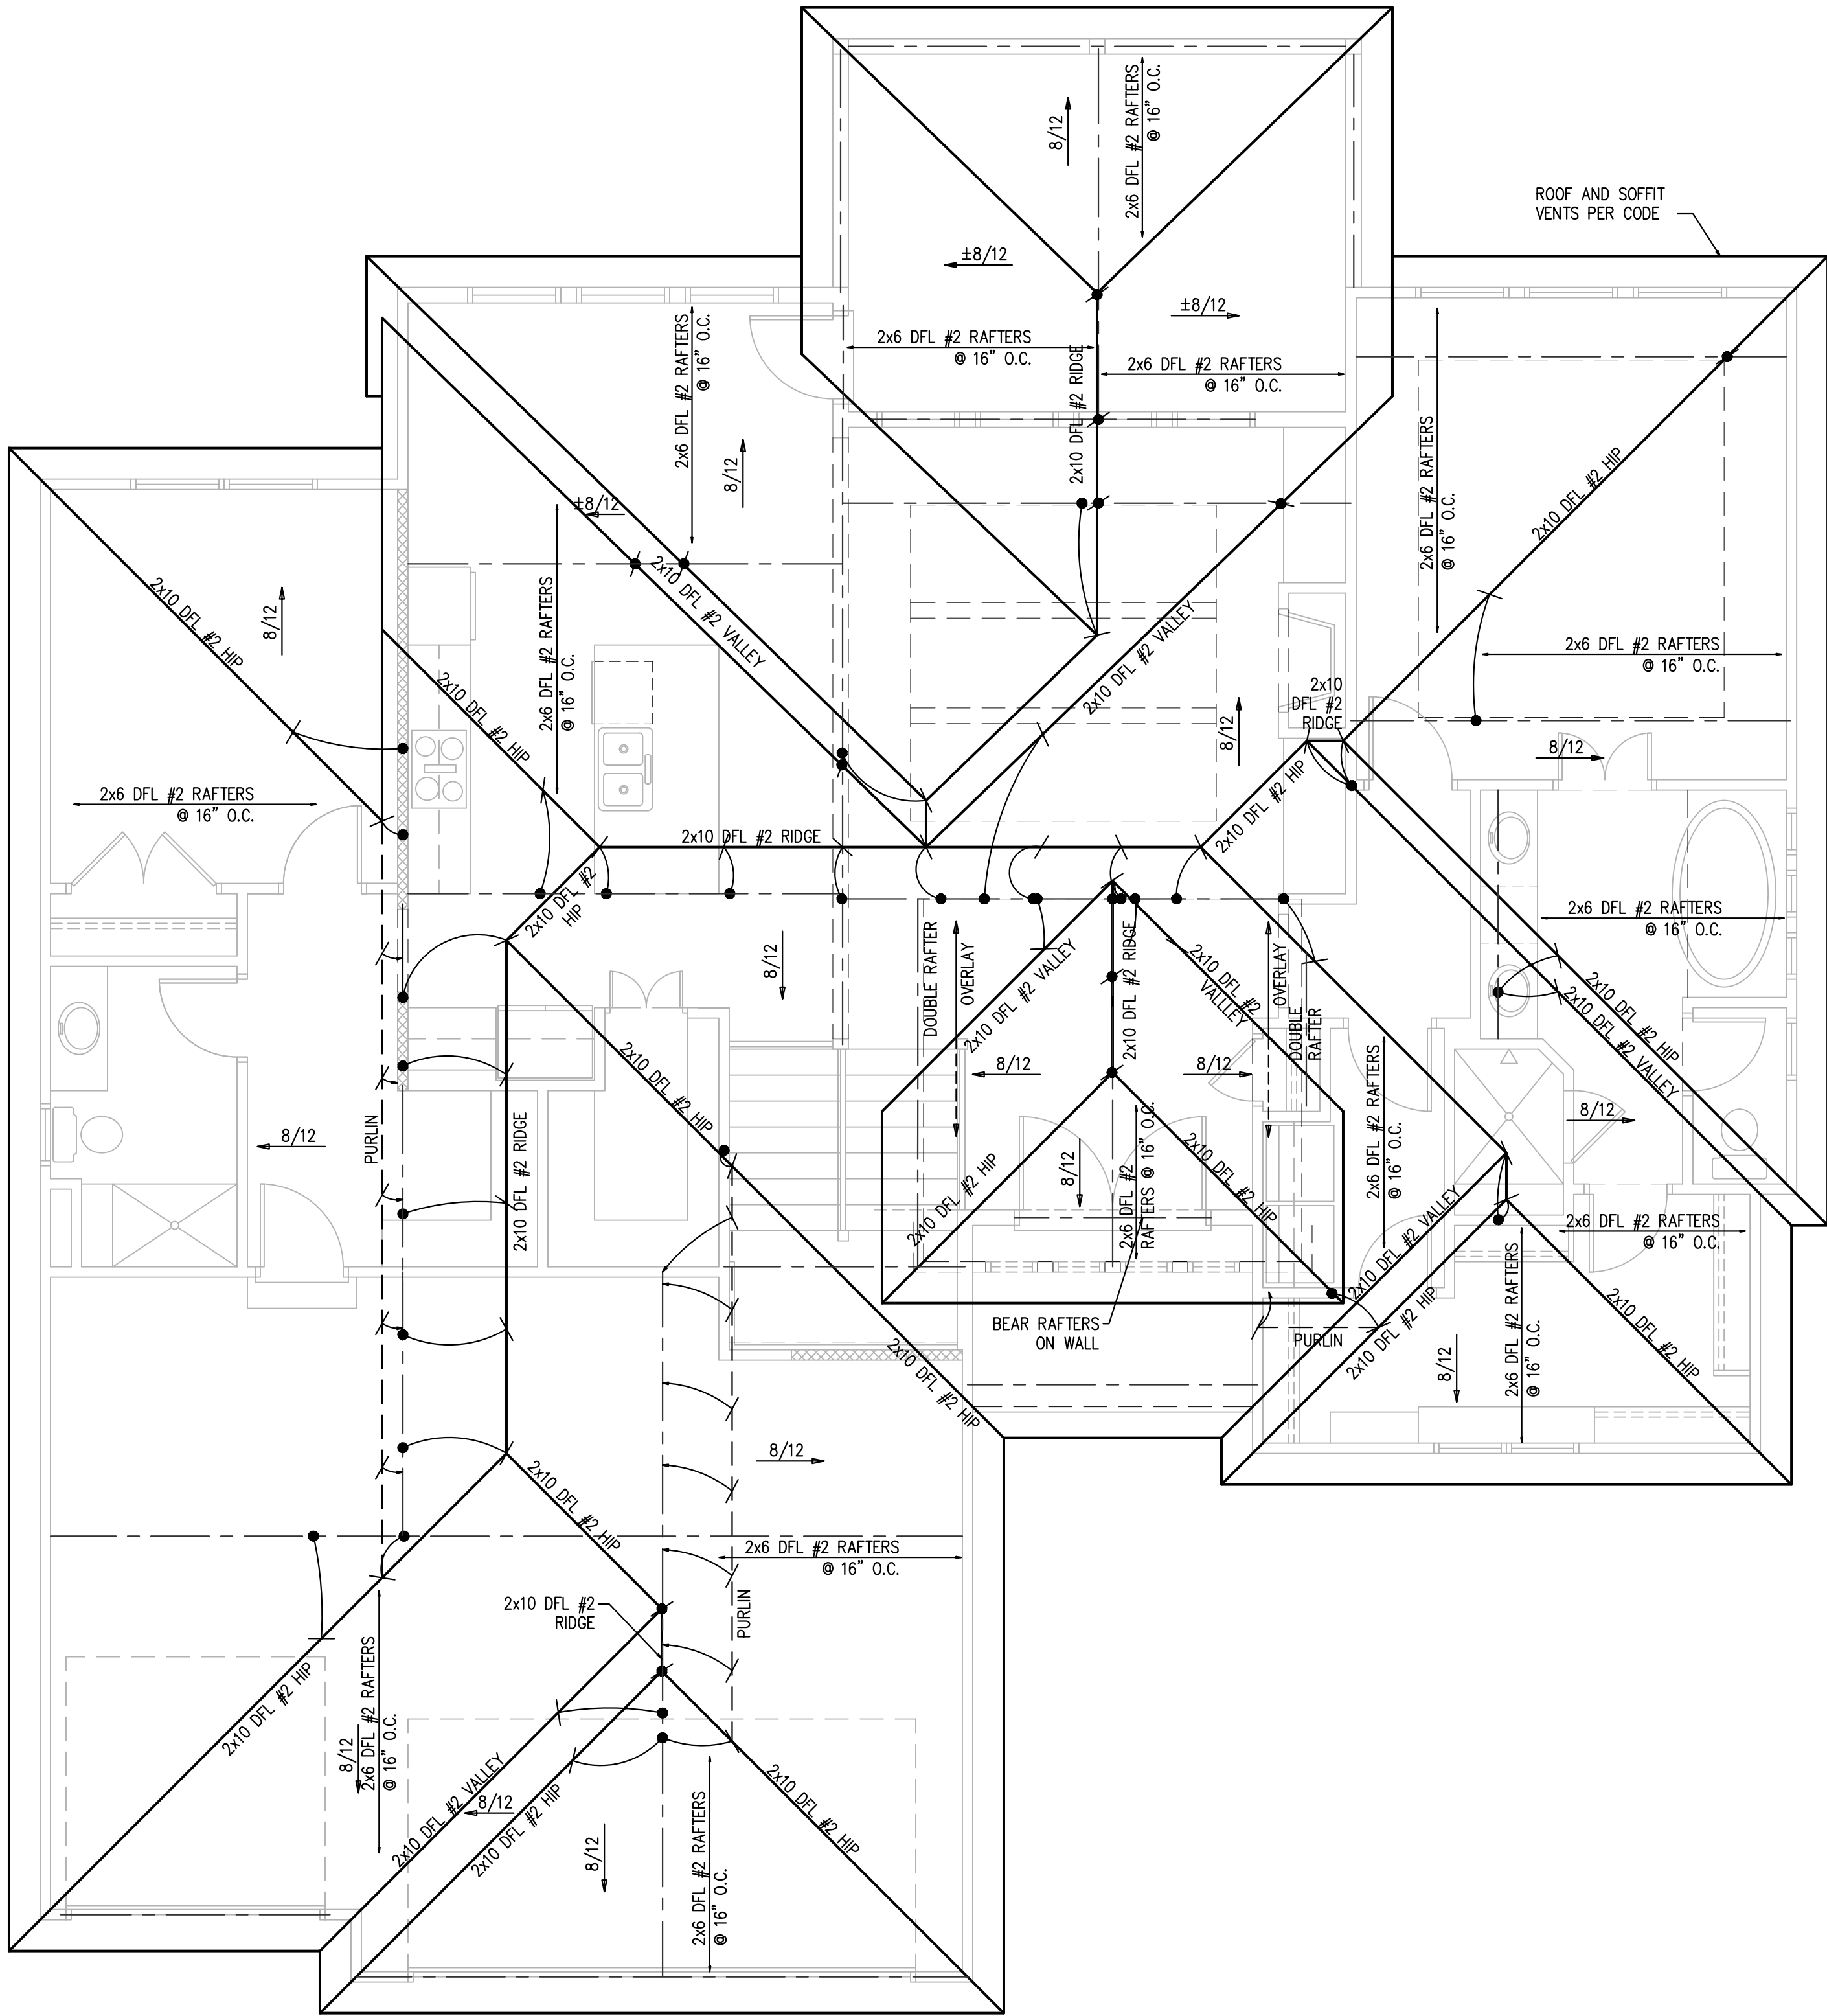 8/12
2x6 DFL #2 RAFTERS
@ 16" O.C.
ROOF AND SOFFIT
VENTS PER CODE
±8/12
±8/12
2x6 DFL #2 RAFTERS
@ 16" O.C.
2x6 DFL #2 RAFTERS
@ 16" O.C.
2x10 DFL #2 RIDGE
2x6 DFL #2 RAFTERS
@ 16" O.C.
8/12
±8/12
2x6 DFL #2 RAFTERS
@ 16" O.C.
2x10 DFL #2 HIP
2x10 DFL #2 HIP
8/12
2x6 DFL #2 RAFTERS
@ 16" O.C.
2x10 DFL #2 VALLEY
2x10 DFL #2 VALLEY
2x10 DFL #2 HIP
2x6 DFL #2 RAFTERS
@ 16" O.C.
2x10
DFL #2
RIDGE
8/12
8/12
2x6 DFL #2 RAFTERS
@ 16" O.C.
2x10 DFL #2 RIDGE
2x10 DFL #2 HIP
2x10 DFL #2
HIP
2x6 DFL #2 RAFTERS
@ 16" O.C.
8/12
DOUBLE RAFTER
OVERLAY
2x10 DFL #2 VALLEY
2x10 DFL #2 RIDGE
2x10 DFL #2
VALLLEY
OVERLAY
DOUBLE
RAFTER
2x10 DFL #2 HIP
2x10 DFL #2 VALLEY
8/12
8/12
8/12
8/12
PURLIN
2x10 DFL #2 RIDGE
2x10 DFL #2 HIP
2x10 DFL #2 HIP
8/12
2x6 DFL #2
RAFTERS @ 16" O.C.
2x10 DFL #2 HIP
2x6 DFL #2 RAFTERS
@ 16" O.C.
2x10 DFL #2 VALLEY
2x6 DFL #2 RAFTERS
@ 16" O.C.
BEAR RAFTERS
ON WALL
PURLIN
2x10 DFL #2 HIP
8/12
2x6 DFL #2 RAFTERS
@ 16" O.C.
2x10 DFL #2 HIP
2x10 DFL #2 HIP
8/12
2x10 DFL #2 HIP
2x6 DFL #2 RAFTERS
@ 16" O.C.
2x10 DFL #2
RIDGE
PURLIN
2x10 DFL #2 HIP
8/12
2x6 DFL #2 RAFTERS
@ 16" O.C.
2x10 DFL #2 VALLEY
8/12
2x10 DFL #2 HIP
8/12
2x6 DFL #2 RAFTERS
@ 16" O.C.
2x10 DFL #2 HIP